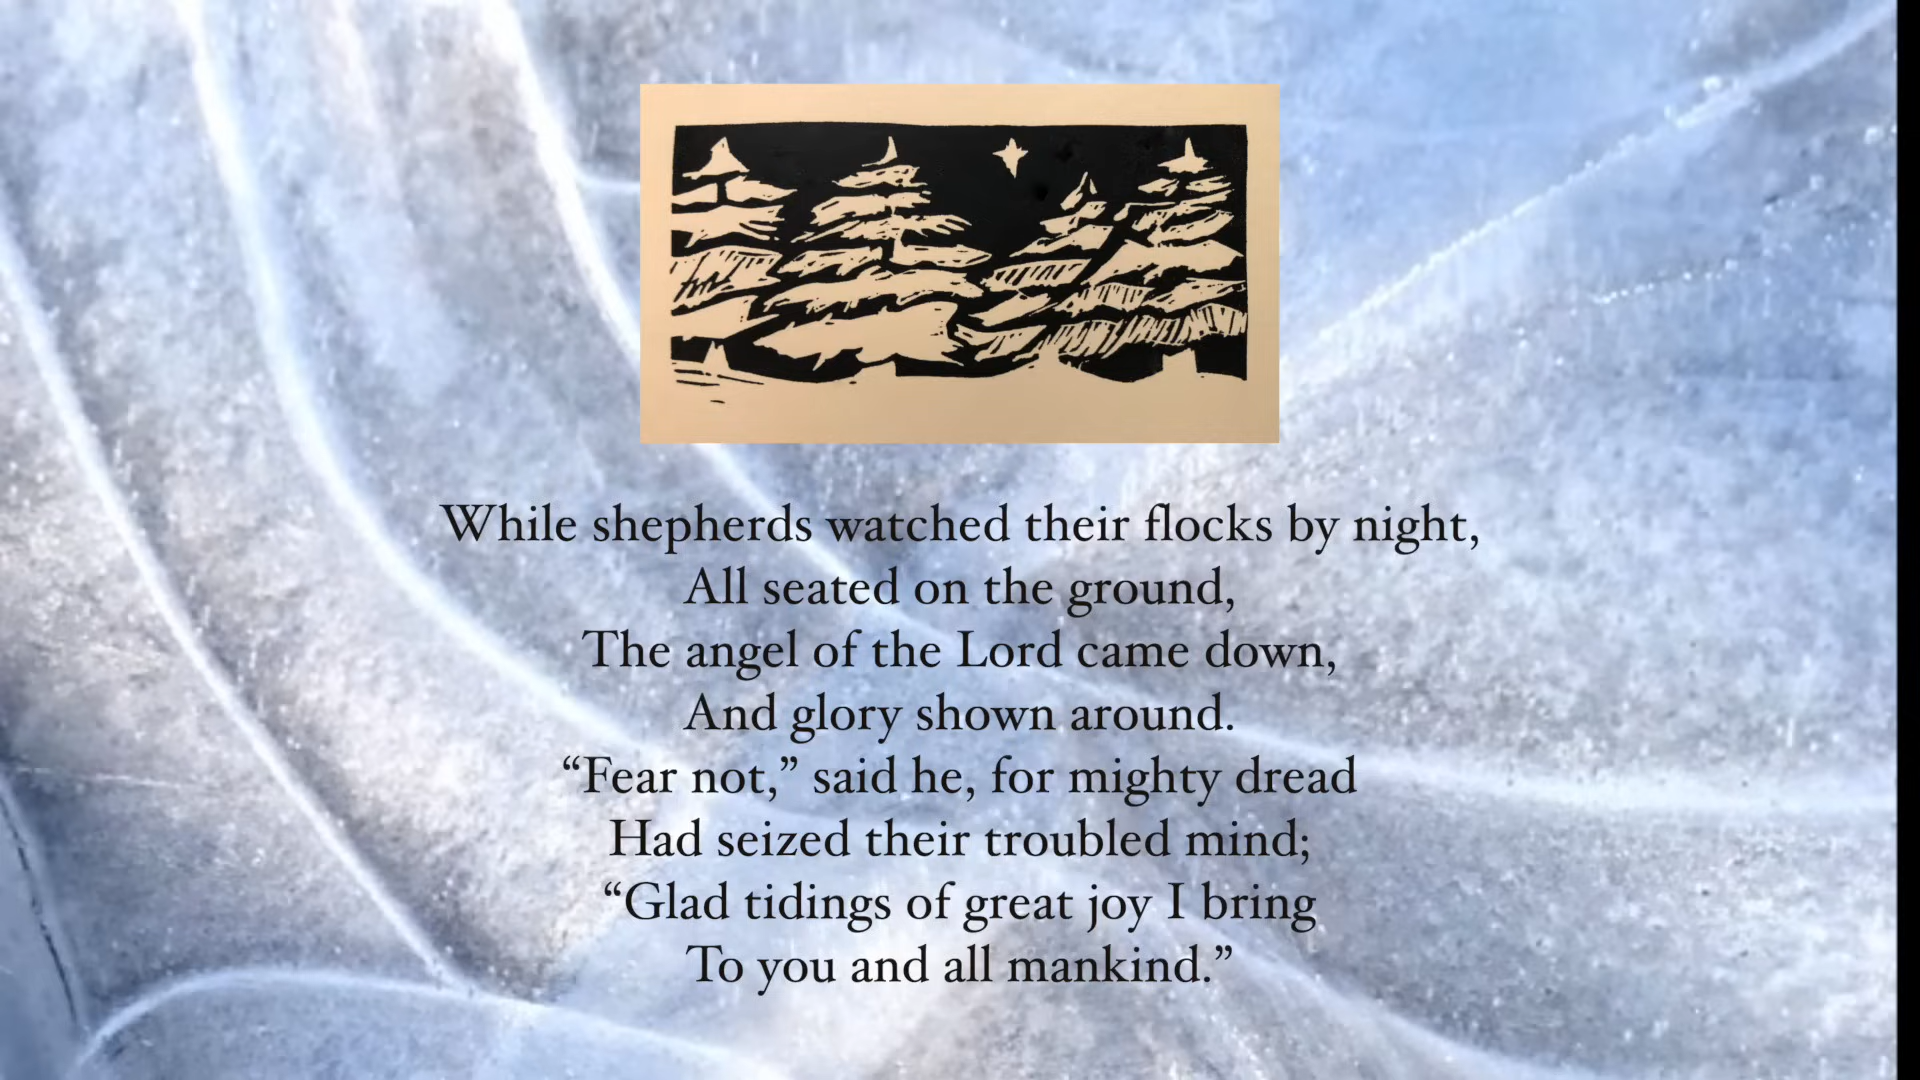 While shepherds watched their flocks by night,
All seated on the ground,
The angel of the Lord came down,
And glory shown around.
“Fear not,” said he, for mighty dread
Had seized their troubled mind;
“Glad tidings of great joy I bring
To you and all mankind.”